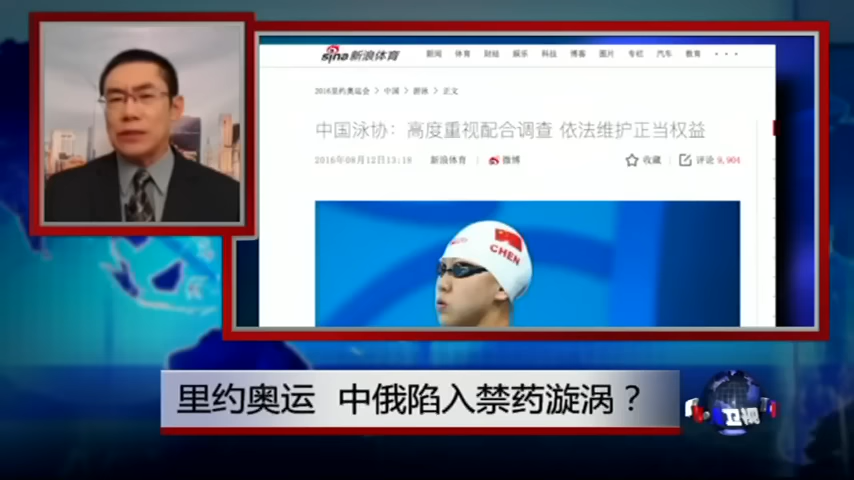 sina 新浪体育
新闻 体育 财经 娱乐 科技 博客 图片 专栏 汽车 教育 ···
2016里约奥运会 > 中国 > 游泳 > 正文
中国泳协：高度重视配合调查 依法维护正当权益
2016年08月12日13:18 新浪体育 微博 收藏 评论 9,904
CHEN
里约奥运 中俄陷入禁药漩涡？
卫视